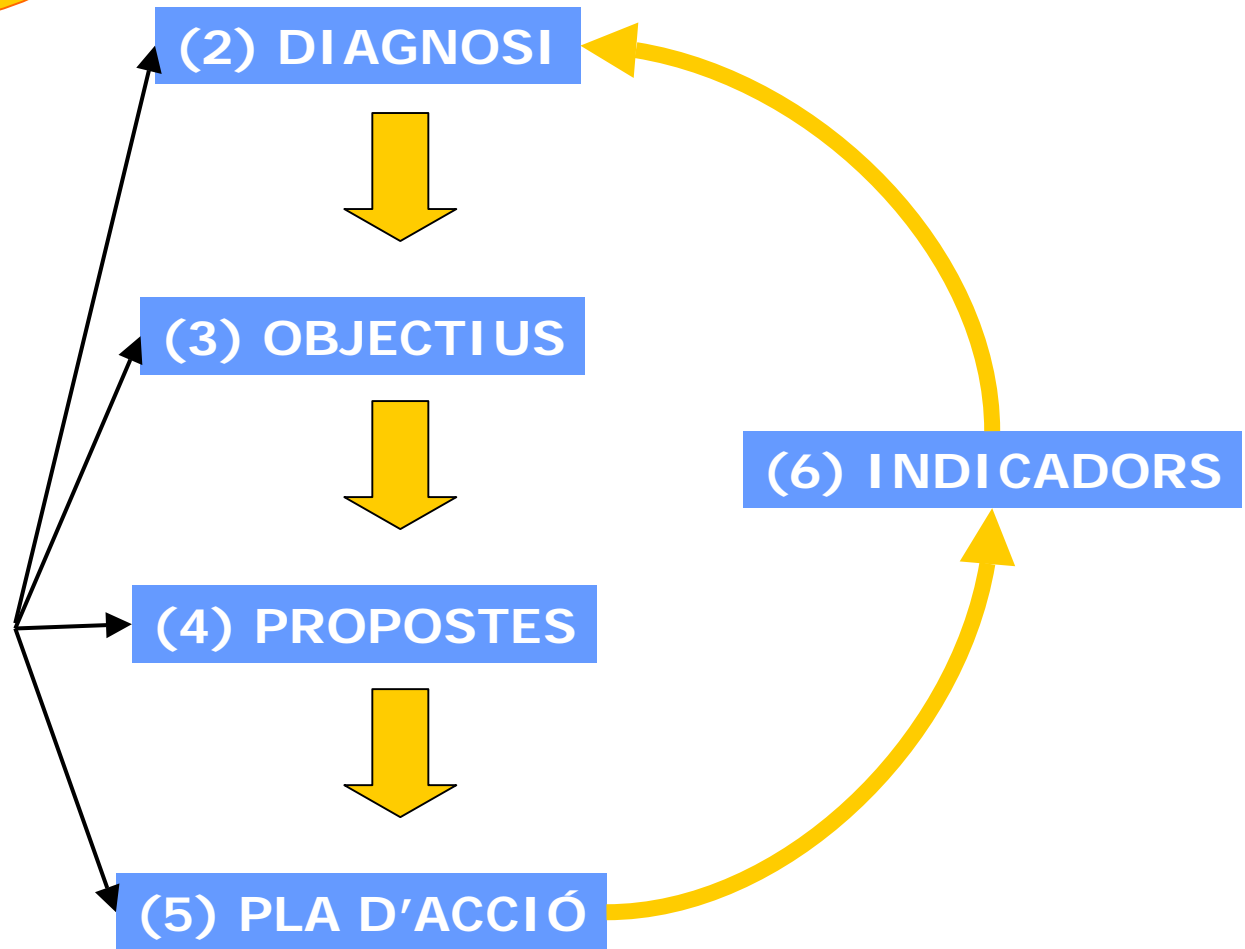 (2) DIAGNOSI
(3) OBJECTIUS
(6) INDICADORS
(4) PROPOSTES
(5) PLA D’ACCIÓ